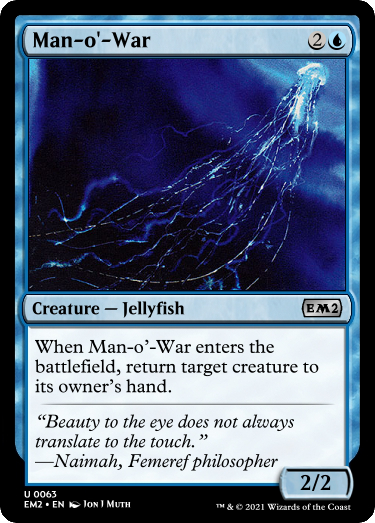 Man-o'-War 2
Creature — Jellyfish EM2
When Man-o'-War enters the
battlefield, return target creature to
its owner's hand.
“Beauty to the eye does not always
translate to the touch.”
—Naimah, Femeref philosopher
2/2
U 0063
EM2 • EN Jon J Muth ™ & © 2021 Wizards of the Coast